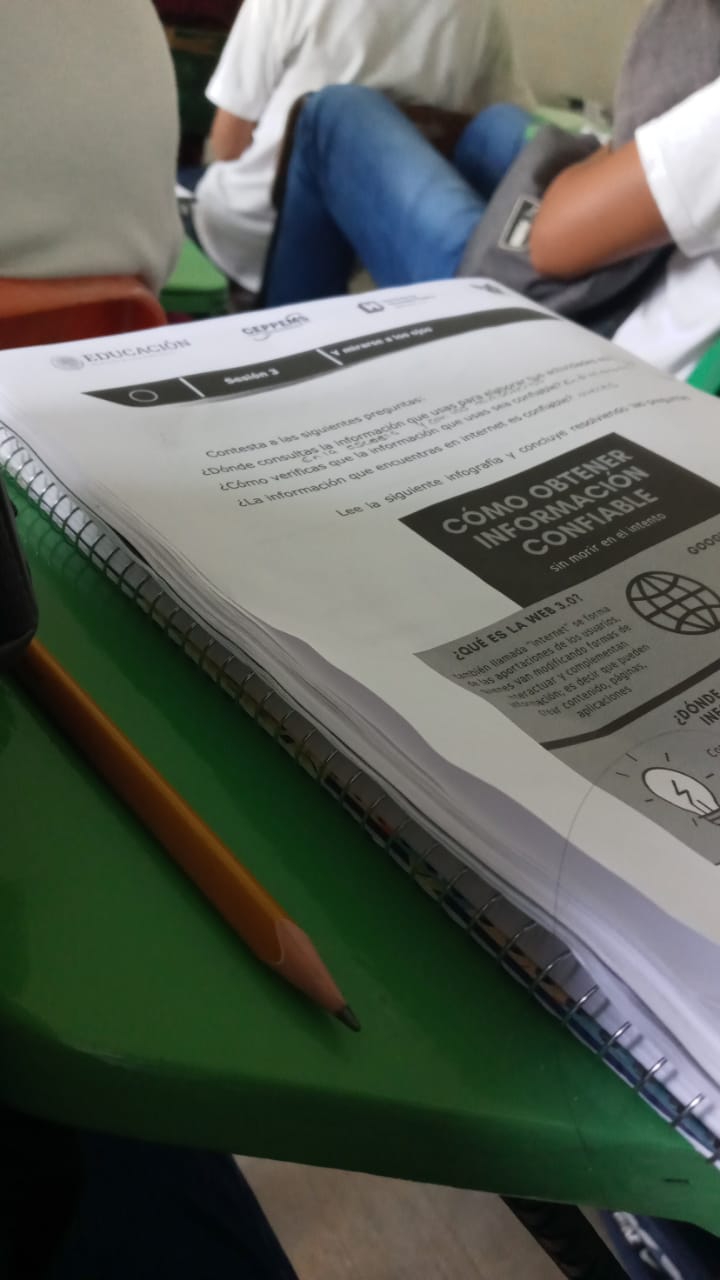 EDUCACIÓN
CEPPEMS
Sesión 3
Y mirarse a los ojos
Contesta a las siguientes preguntas:
¿Dónde consultas la información que usas para elaborar tus actividades
¿Cómo verificas que la información que usas sea confiable?
¿La información que encuentras en internet es confiable?
Lee la siguiente infografía y concluye resolviendo las preguntas
CÓMO OBTENER
INFORMACIÓN
CONFIABLE
sin morir en el intento
¿QUÉ ES LA WEB 3.0?
también llamada "internet" se forma
las aportaciones de los usuarios,
van modificando formas de
interactuar y complementan
es decir que pueden
contenido, páginas,
aplicaciones
¿DÓNDE